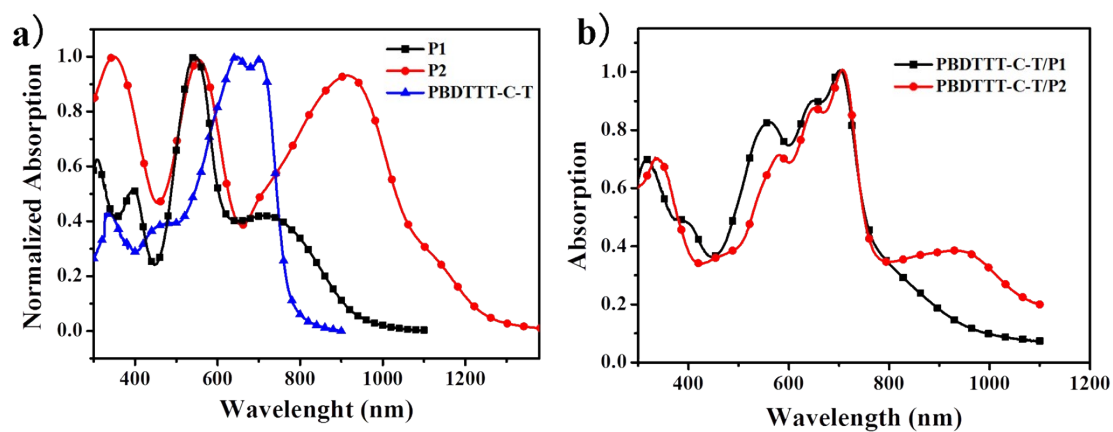 a)
P1
P2
PBDTTT-C-T
Normalized Absorption
1.0
0.8
0.6
0.4
0.2
0.0
400 600 800 1000 1200
Wavelenght (nm)
b)
PBDTTT-C-T/P1
PBDTTT-C-T/P2
Absorption
1.0
0.8
0.6
0.4
0.2
0.0
400 600 800 1000 1200
Wavelength (nm)